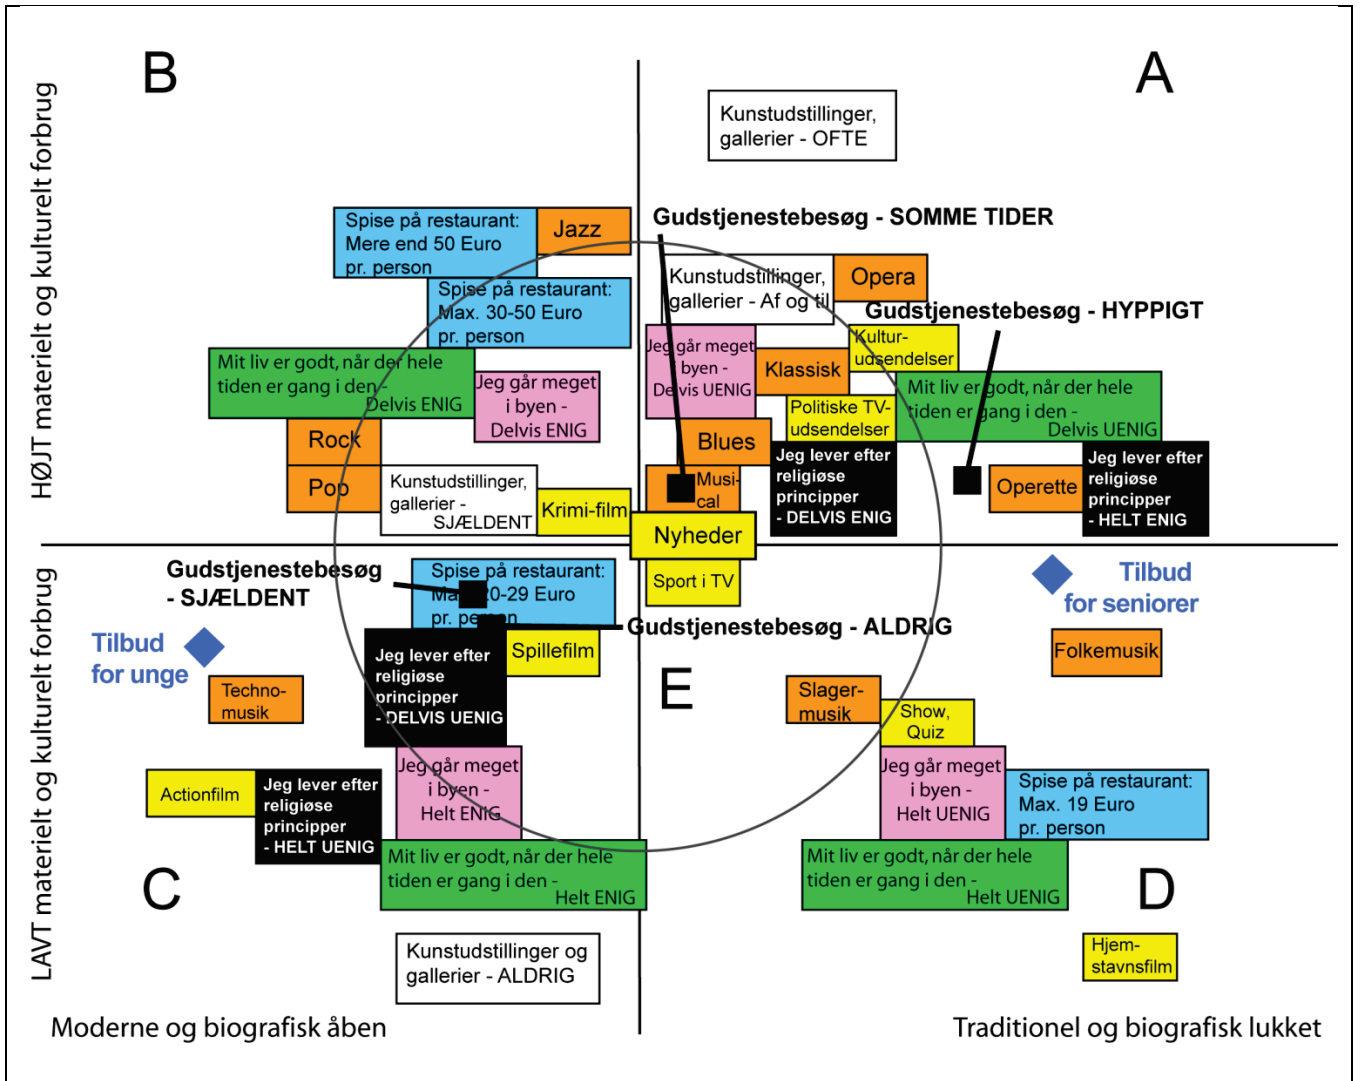 B
A
HØJT materielt og kulturelt forbrug
Kunstudstillinger,
gallerier - OFTE
Spise på restaurant:
Mere end 50 Euro
pr. person
Jazz
Gudstjenestebesøg - SOMME TIDER
Spise på restaurant:
Max. 30-50 Euro
pr. person
Kunstudstillinger,
gallerier - Af og til
Opera
Gudstjenestebesøg - HYPPIGT
Mit liv er godt, når der hele
tiden er gang i den -
Delvis ENIG
Jeg går meget
i byen -
Delvis ENIG
Jeg går meget
i byen -
Delvis UENIG
Klassisk
Kultur-
udsendelser
Mit liv er godt, når der hele
tiden er gang i den -
Delvis UENIG
Politiske TV-
udsendelser
Rock
Blues
Jeg lever efter
religiøse
principper
- DELVIS ENIG
Jeg lever efter
religiøse
principper
- HELT ENIG
Pop
Kunstudstillinger,
gallerier -
SJÆLDENT
Krimi-film
Musi-
cal
Operette
Nyheder
LAVT materielt og kulturelt forbrug
Gudstjenestebesøg
- SJÆLDENT
Spise på restaurant:
Max. 20-29 Euro
pr. person
Sport i TV
Tilbud
for seniorer
Tilbud
for unge
Gudstjenestebesøg - ALDRIG
Jeg lever efter
religiøse
principper
- DELVIS UENIG
Spillefilm
Folkemusik
E
Techno-
musik
Slager-
musik
Show,
Quiz
Actionfilm
Jeg lever efter
religiøse
principper
- HELT UENIG
Jeg går meget
i byen -
Helt ENIG
Jeg går meget
i byen -
Helt UENIG
Spise på restaurant:
Max. 19 Euro
pr. person
C
Mit liv er godt, når der hele
tiden er gang i den -
Helt ENIG
Mit liv er godt, når der hele
tiden er gang i den -
Helt UENIG
D
Kunstudstillinger og
gallerier - ALDRIG
Hjem-
stavnsfilm
Moderne og biografisk åben
Traditionel og biografisk lukket